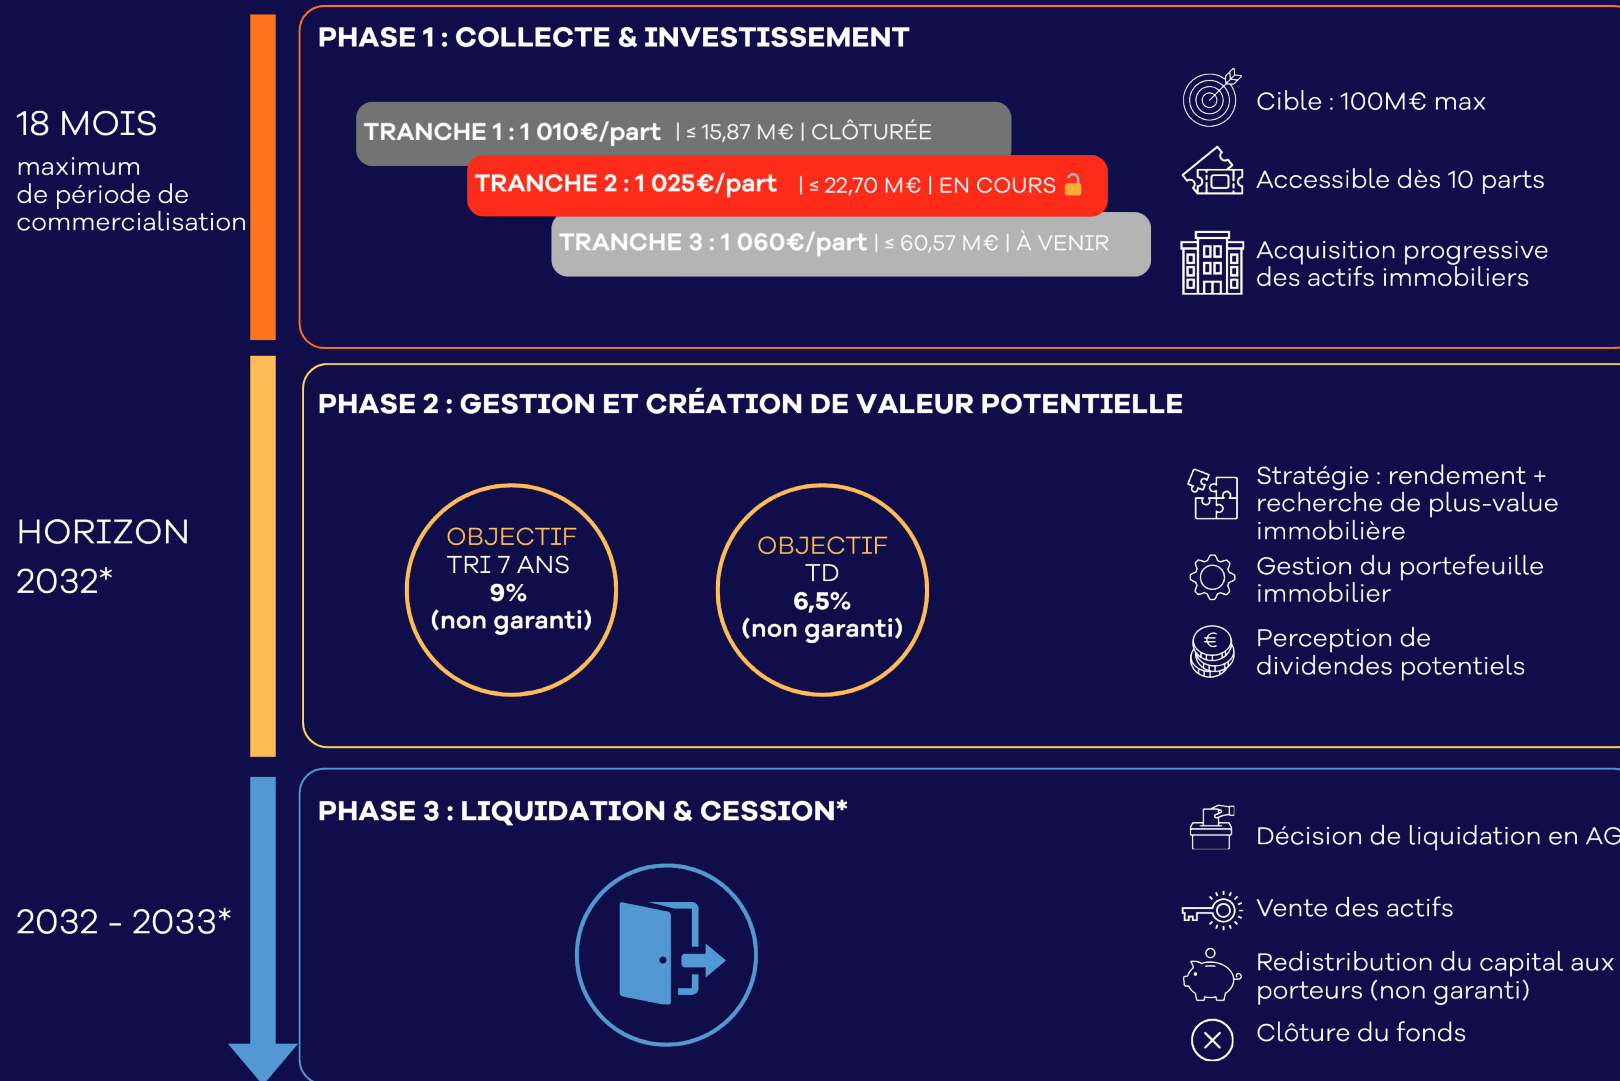 PHASE 1 : COLLECTE & INVESTISSEMENT
18 MOIS
maximum
de période de
commercialisation
TRANCHE 1 : 1 010€/part | ≤ 15,87 M€ | CLÔTURÉE
TRANCHE 2 : 1 025€/part | ≤ 22,70 M€ | EN COURS 🔓
TRANCHE 3 : 1 060€/part | ≤ 60,57 M€ | À VENIR
Cible : 100M€ max
Accessible dès 10 parts
Acquisition progressive
des actifs immobiliers
PHASE 2 : GESTION ET CRÉATION DE VALEUR POTENTIELLE
HORIZON
2032*
OBJECTIF
TRI 7 ANS
9%
(non garanti)
OBJECTIF
TD
6,5%
(non garanti)
Stratégie : rendement +
recherche de plus-value
immobilière
Gestion du portefeuille
immobilier
€
Perception de
dividendes potentiels
PHASE 3 : LIQUIDATION & CESSION*
2032 - 2033*
Décision de liquidation en AG
Vente des actifs
Redistribution du capital aux
porteurs (non garanti)
Clôture du fonds